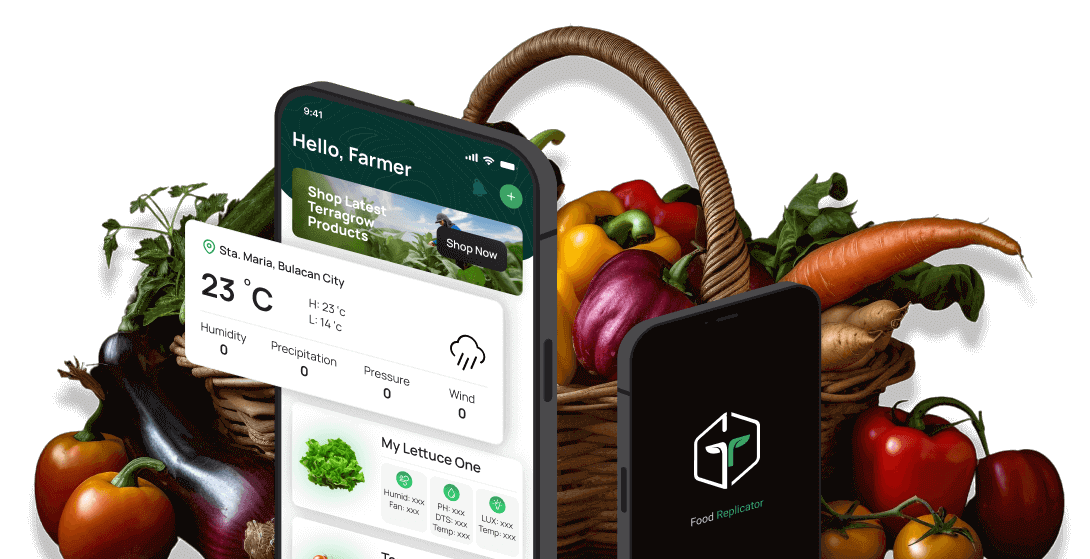 9:41
Hello, Farmer
Shop Latest
Terragrow
Products
Shop Now
Sta. Maria, Bulacan City
23 °C
H: 23 °c
L: 14 °c
Humidity
0
Precipitation
0
Pressure
0
Wind
0
My Lettuce One
Humid: xxx
Fan: xxx
PH: xxx
DTS: xxx
Temp: xxx
LUX: xxx
Temp: xxx
Food Replicator